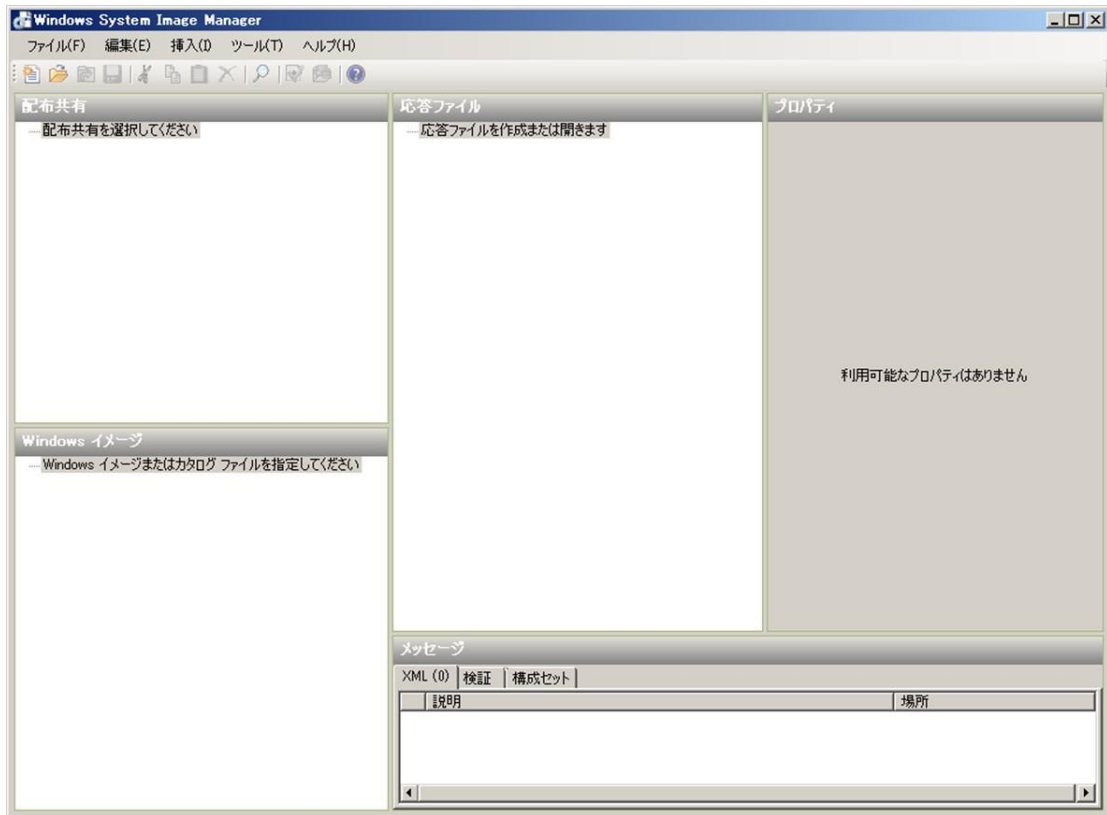 Windows System Image Manager
ファイル(F) 編集(E) 挿入(I) ツール(T) ヘルプ(H)
配布共有
配布共有を選択してください
Windows イメージ
Windows イメージまたはカタログ ファイルを指定してください
応答ファイル
応答ファイルを作成または開きます
プロパティ
利用可能なプロパティはありません
メッセージ
XML (0) 検証 構成セット
説明 場所